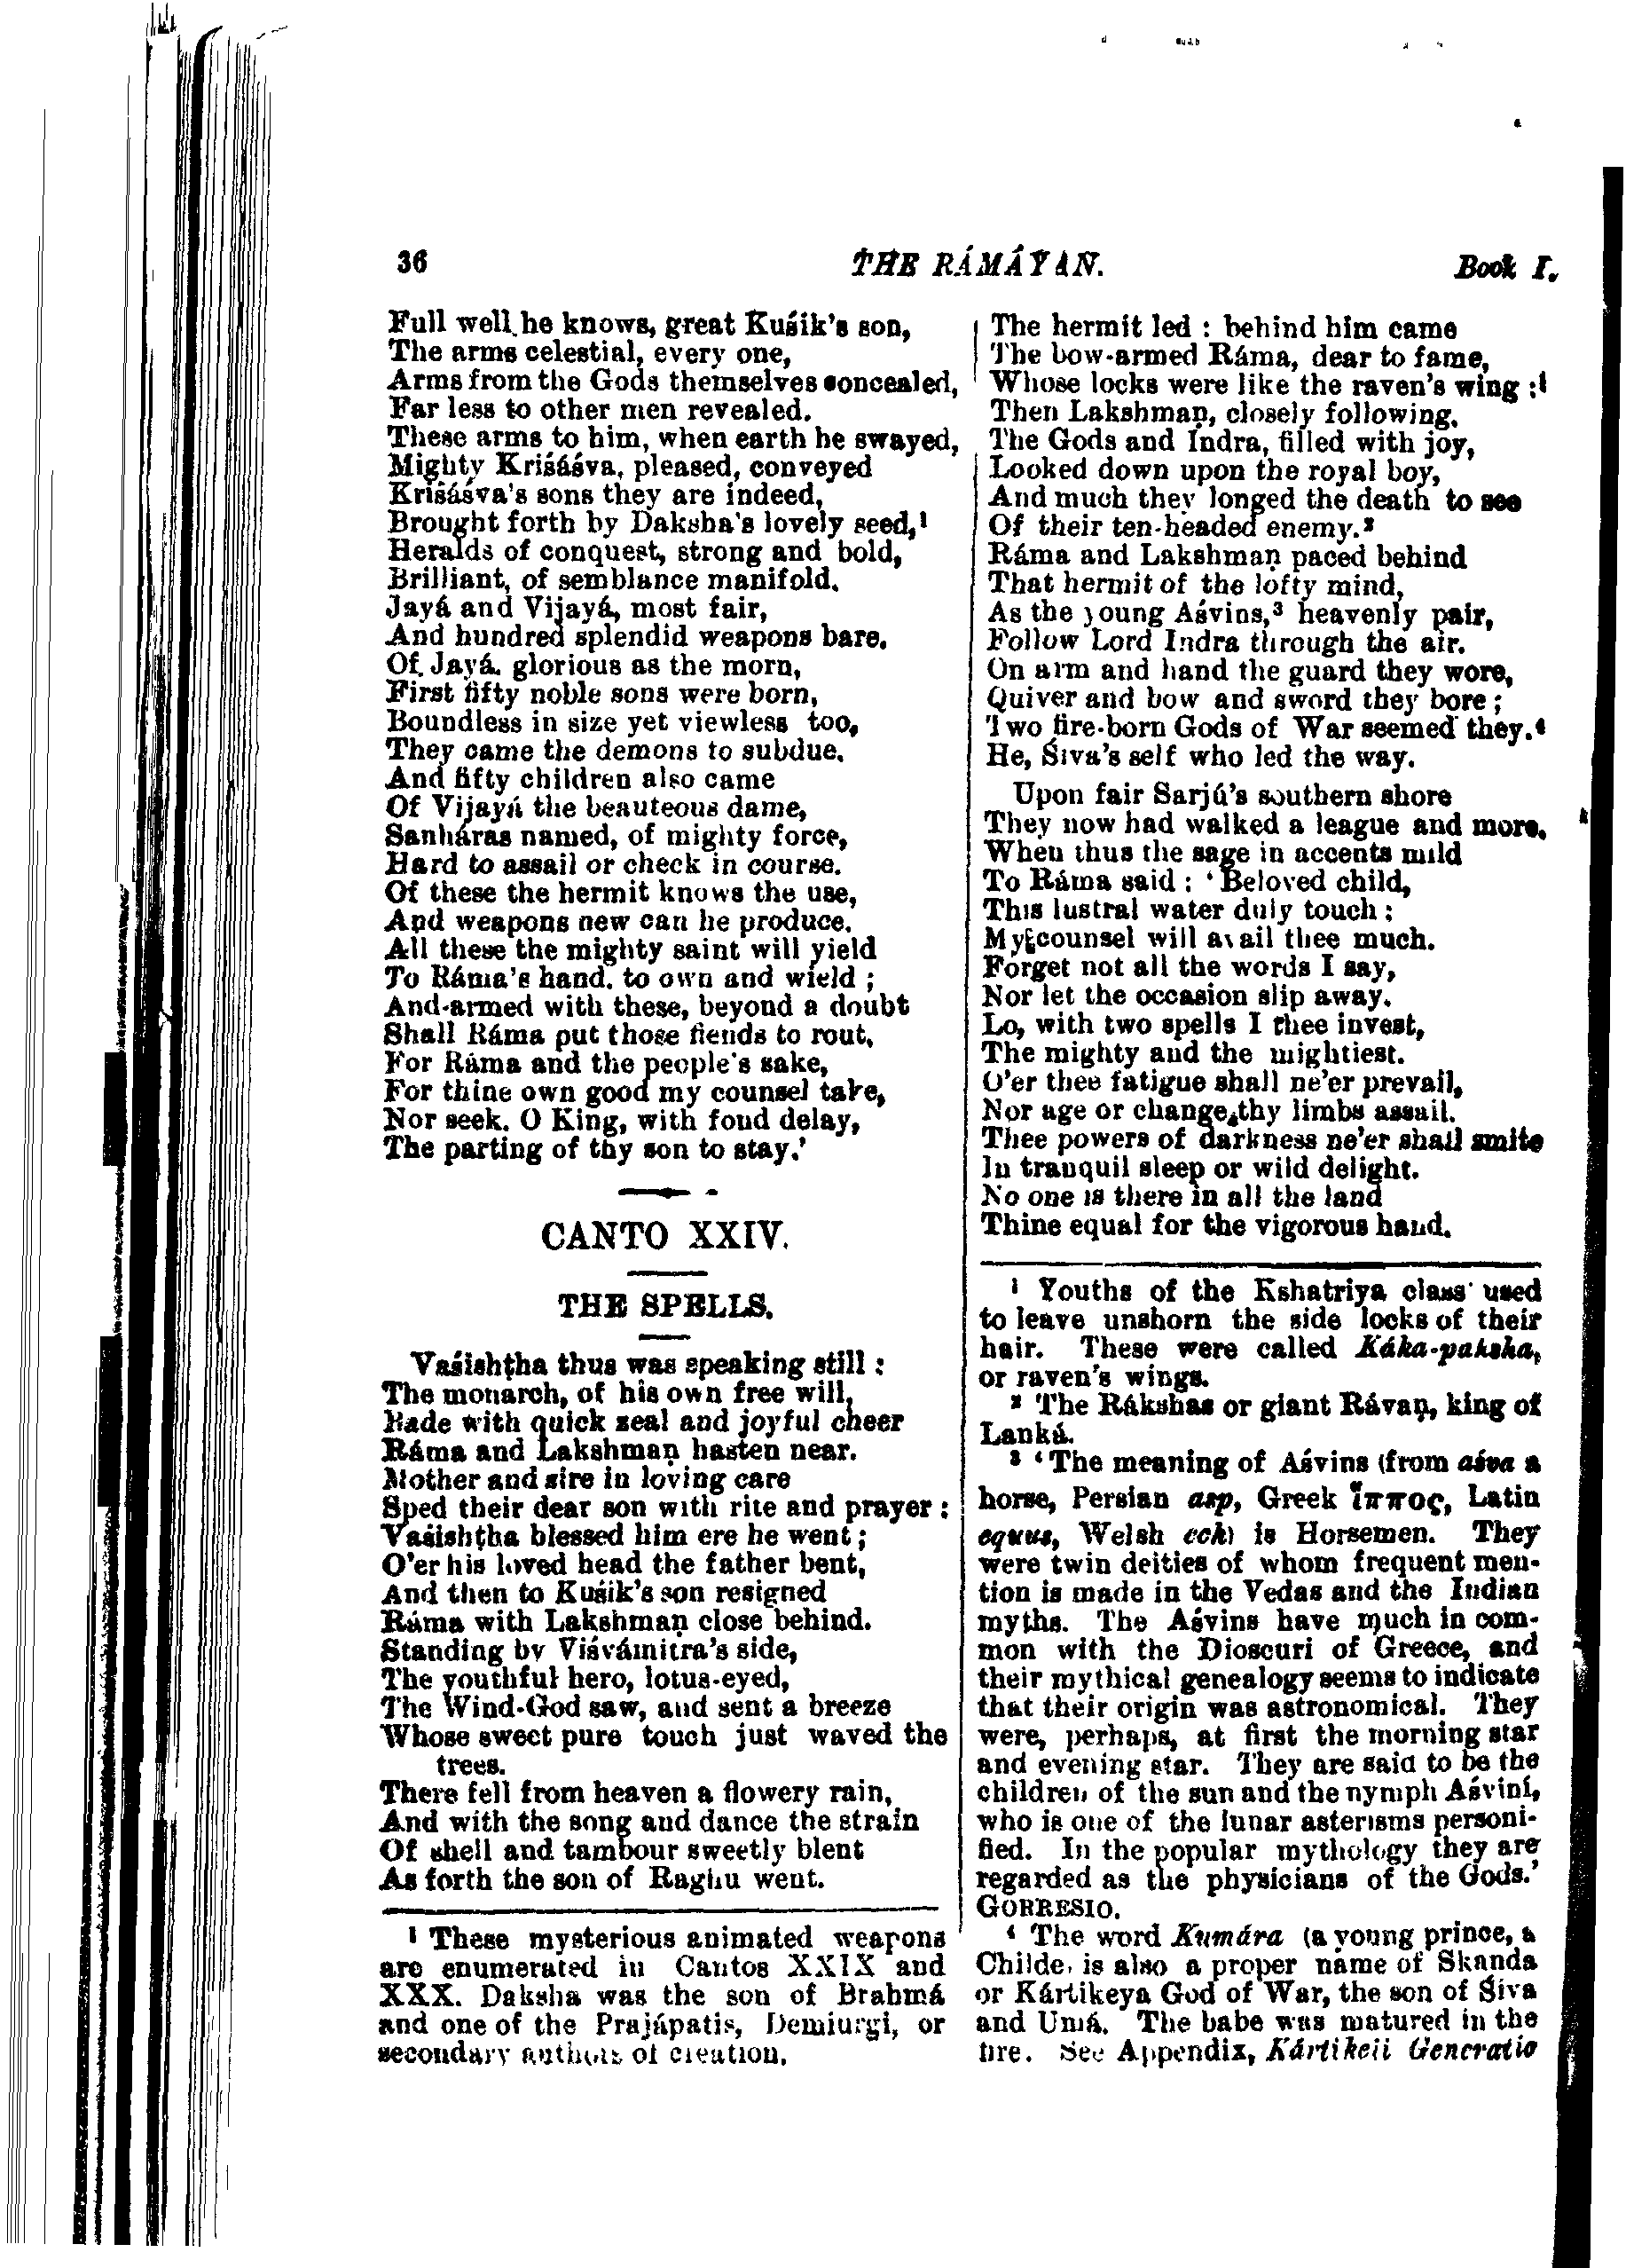 36
THE RÁMÁYAN.
Book I.
Full well he knows, great Kuśik's son,
The arms celestial, every one,
Arms from the Gods themselves concealed,
Far less to other men revealed.
These arms to him, when earth he swayed,
Mighty Kriśáśva, pleased, conveyed
Kriśáśva's sons they are indeed,
Brought forth by Daksha's lovely seed,¹
Heralds of conquest, strong and bold,
Brilliant, of semblance manifold.
Jayá and Vijayá, most fair,
And hundred splendid weapons bare.
Of Jayá. glorious as the morn,
First fifty noble sons were born,
Boundless in size yet viewless too,
They came the demons to subdue.
And fifty children also came
Of Vijayá the beauteous dame,
Sanháras named, of mighty force,
Hard to assail or check in course.
Of these the hermit knows the use,
And weapons new can he produce.
All these the mighty saint will yield
To Ráma's hand. to own and wield ;
And armed with these, beyond a doubt
Shall Ráma put those fiends to rout.
For Ráma and the people's sake,
For thine own good my counsel take,
Nor seek. O King, with fond delay,
The parting of thy son to stay.'
CANTO XXIV.
THE SPELLS.
Vaśishṭha thus was speaking still :
The monarch, of his own free will,
Bade with quick zeal and joyful cheer
Ráma and Lakshmaṇ hasten near.
Mother and sire in loving care
Sped their dear son with rite and prayer :
Vaśishṭha blessed him ere he went ;
O'er his loved head the father bent,
And then to Kuśik's son resigned
Ráma with Lakshmaṇ close behind.
Standing by Viśvámitra's side,
The youthful hero, lotus-eyed,
The Wind-God saw, and sent a breeze
Whose sweet pure touch just waved the
trees.
There fell from heaven a flowery rain,
And with the song and dance the strain
Of shell and tambour sweetly blent
As forth the son of Raghu went.
¹ These mysterious animated weapons
are enumerated in Cantos XXIX and
XXX. Daksha was the son of Brahmá
and one of the Prajápatis, Demiurgi, or
secondary authors of creation.
The hermit led : behind him came
The bow-armed Ráma, dear to fame,
Whose locks were like the raven's wing :¹
Then Lakshmaṇ, closely following.
The Gods and Indra, filled with joy,
Looked down upon the royal boy,
And much they longed the death to see
Of their ten-headed enemy.²
Ráma and Lakshmaṇ paced behind
That hermit of the lofty mind,
As the young Aśvins,³ heavenly pair,
Follow Lord Indra through the air.
On arm and hand the guard they wore,
Quiver and bow and sword they bore ;
Two fire-born Gods of War seemed they.⁴
He, Śiva's self who led the way.
Upon fair Sarjú's southern shore
They now had walked a league and more,
When thus the sage in accents mild
To Ráma said : ‘ Beloved child,
This lustral water duly touch :
My counsel will avail thee much.
Forget not all the words I say,
Nor let the occasion slip away.
Lo, with two spells I thee invest,
The mighty and the mightiest.
O'er thee fatigue shall ne'er prevail,
Nor age or change thy limbs assail.
Thee powers of darkness ne'er shall smite
In tranquil sleep or wild delight.
No one is there in all the land
Thine equal for the vigorous hand.
¹ Youths of the Kshatriya class used
to leave unshorn the side locks of their
hair. These were called Káka-paksha,
or raven's wings.
² The Rákshas or giant Rávaṇ, king of
Lanká.
³ ‘The meaning of Aśvins (from aśva a
horse, Persian asp, Greek ἵππος, Latin
equus, Welsh ech) is Horsemen. They
were twin deities of whom frequent men-
tion is made in the Vedas and the Indian
myths. The Aśvins have much in com-
mon with the Dioscuri of Greece, and
their mythical genealogy seems to indicate
that their origin was astronomical. They
were, perhaps, at first the morning star
and evening star. They are said to be the
children of the sun and the nymph Aśviní,
who is one of the lunar asterisms personi-
fied. In the popular mythology they are
regarded as the physicians of the Gods.'
GORRESIO.
⁴ The word Kumára (a young prince, a
Childe, is also a proper name of Skanda
or Kártikeya God of War, the son of Śiva
and Umá. The babe was matured in the
fire. See Appendix, Kártikeii Generatio